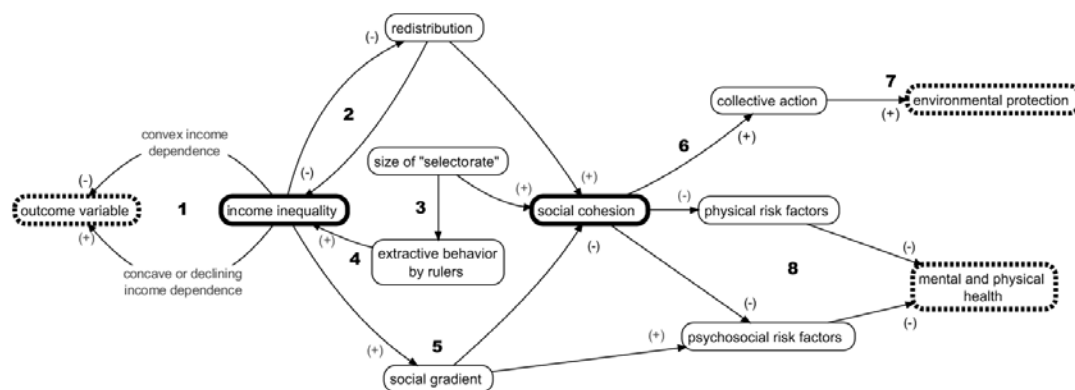 redistribution
(-)
7
2
collective action
environmental protection
(+)
convex income
dependence
6
(+)
size of "selectorate"
(-)
(-)
(+)
(+)
(-)
outcome variable
1
income inequality
3
social cohesion
physical risk factors
(+)
(+)
4
(-)
(-)
extractive behavior
by rulers
8
concave or declining
income dependence
mental and physical
health
(-)
(-)
5
(+)
(+)
psychosocial risk factors
social gradient